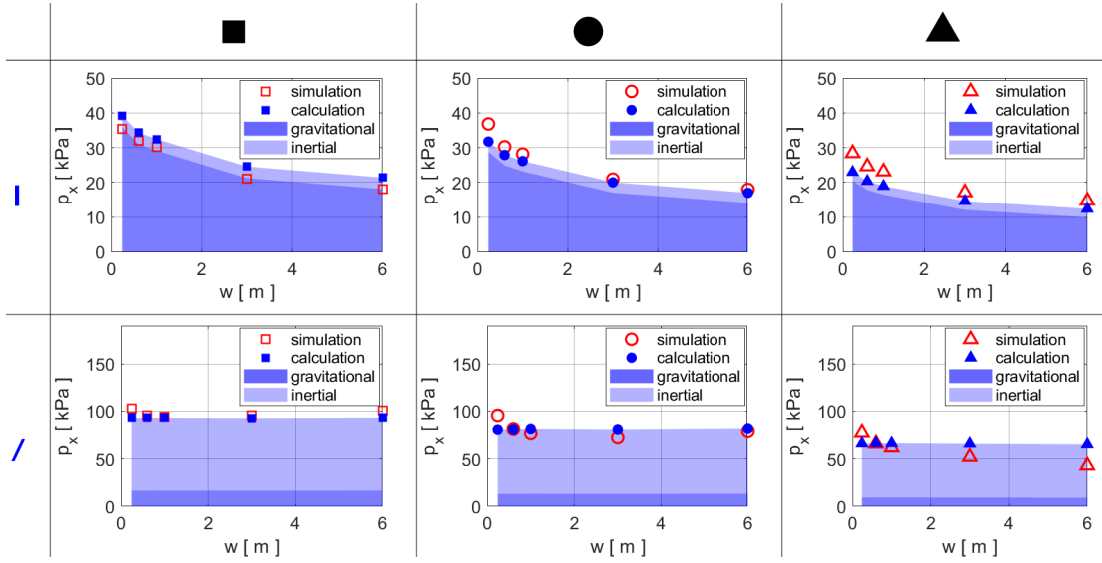 50
40
30
20
10
0
p_x [ kPa ]
0 2 4 6
w [ m ]
simulation
calculation
gravitational
inertial
50
40
30
20
10
0
p_x [ kPa ]
0 2 4 6
w [ m ]
simulation
calculation
gravitational
inertial
50
40
30
20
10
0
p_x [ kPa ]
0 2 4 6
w [ m ]
simulation
calculation
gravitational
inertial
150
100
50
0
p_x [ kPa ]
0 2 4 6
w [ m ]
simulation
calculation
gravitational
inertial
150
100
50
0
p_x [ kPa ]
0 2 4 6
w [ m ]
simulation
calculation
gravitational
inertial
150
100
50
0
p_x [ kPa ]
0 2 4 6
w [ m ]
simulation
calculation
gravitational
inertial